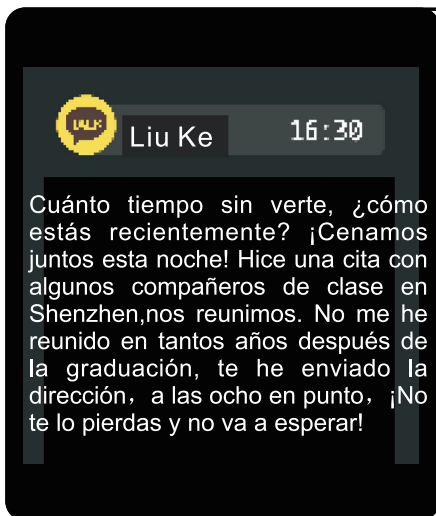 TALK
Liu Ke
16:30
Cuánto tiempo sin verte, ¿cómo
estás recientemente? ¡Cenamos
juntos esta noche! Hice una cita con
algunos compañeros de clase en
Shenzhen,nos reunimos. No me he
reunido en tantos años después de
la graduación, te he enviado la
dirección，a las ocho en punto，¡No
te lo pierdas y no va a esperar!